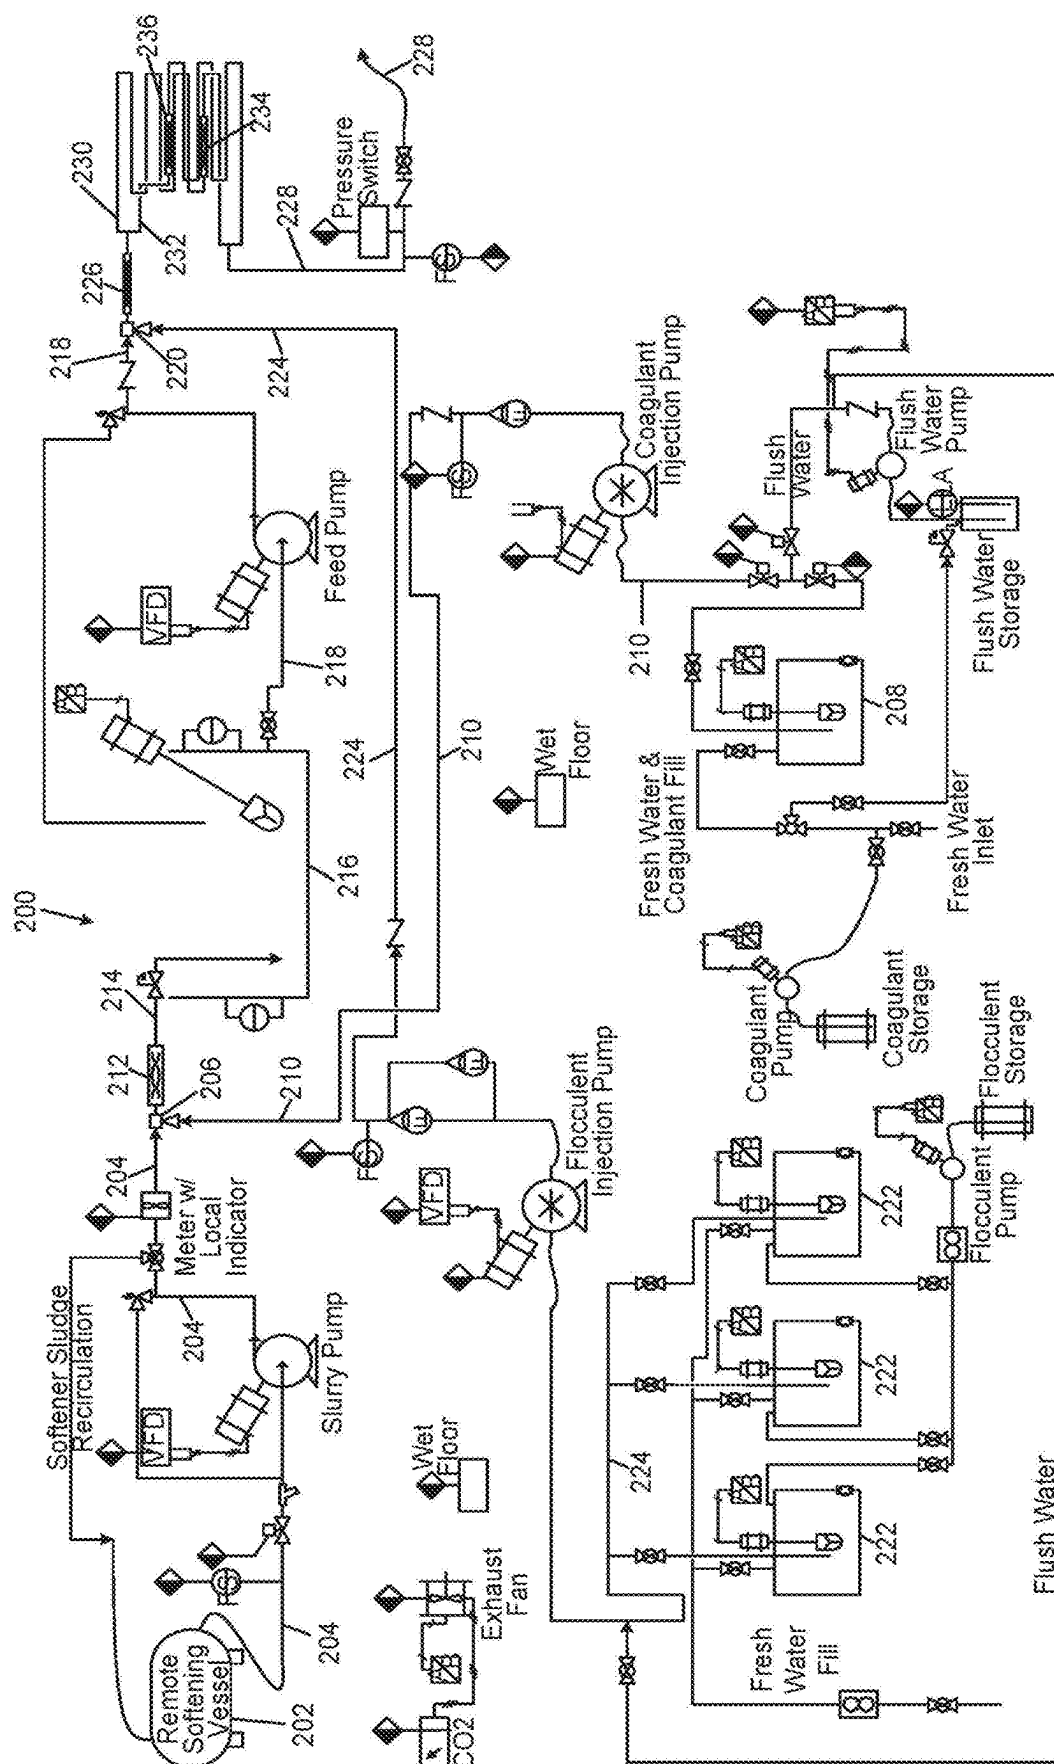 200
Softener Sludge
Recirculation
Remote
Softening
Vessel
202
204
FS
VFD
Slurry Pump
204
Meter w/
Local
Indicator
204
206
210
212
214
216
218
VFD
Feed Pump
218
220
224
226
230
232
236
234
228
Pressure
Switch
228
FS
CO2
Exhaust
Fan
Wet
Floor
VFD
FS
Flocculent
Injection Pump
224
210
Wet
Floor
FS
Coagulant
Injection Pump
210
Flush
Water
Flush
Water
Pump
A
Flush Water
Storage
Fresh Water &
Coagulant Fill
208
Fresh Water
Inlet
Coagulant
Pump
Coagulant
Storage
Flocculent
Storage
Flocculent
Pump
222
222
222
224
Fresh
Water
Fill
Flush Water